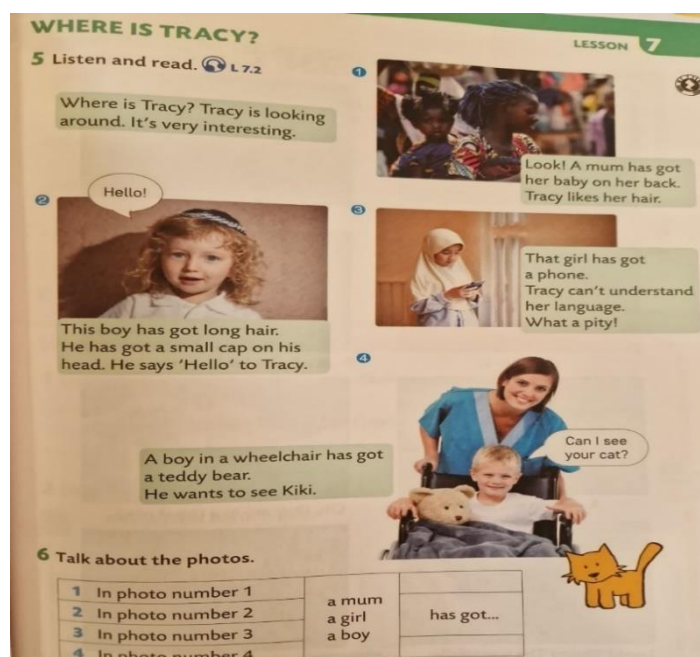 WHERE IS TRACY?
LESSON 7
5 Listen and read. L 7.2
1
Where is Tracy? Tracy is looking
around. It's very interesting.
Look! A mum has got
her baby on her back.
Tracy likes her hair.
2
Hello!
This boy has got long hair.
He has got a small cap on his
head. He says 'Hello' to Tracy.
3
That girl has got
a phone.
Tracy can't understand
her language.
What a pity!
4
A boy in a wheelchair has got
a teddy bear.
He wants to see Kiki.
Can I see
your cat?
6 Talk about the photos.
1 In photo number 1
2 In photo number 2
3 In photo number 3
4 In photo number 4
a mum
a girl
a boy
has got...